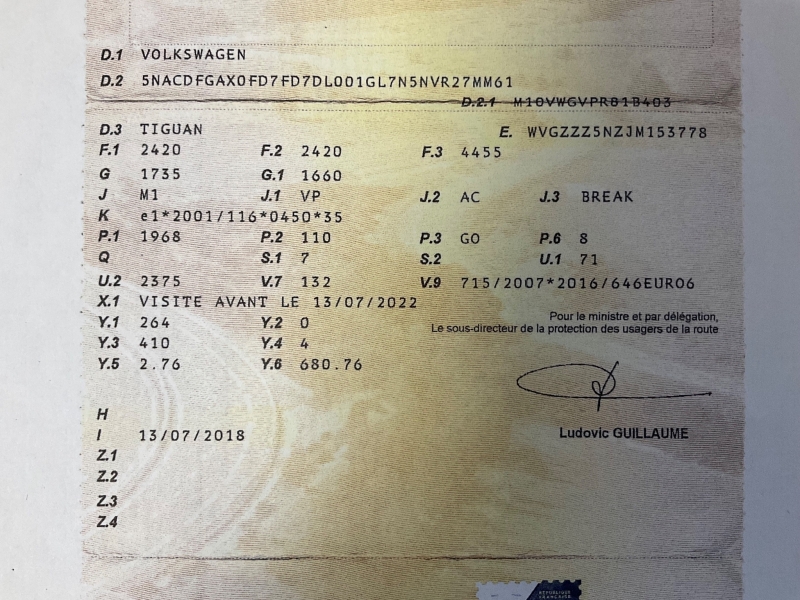 D.1 VOLKSWAGEN
D.2 5NACDFGAX0FD7FD7DL001GL7N5NVR27MM61
D.2.1 M10VWGVPR81B403
D.3 TIGUAN E. WVGZZZ5NZJM153778
F.1 2420 F.2 2420 F.3 4455
G 1735 G.1 1660
J M1 J.1 VP J.2 AC J.3 BREAK
K e1*2001/116*0450*35
P.1 1968 P.2 110 P.3 GO P.6 8
Q S.1 7 S.2 U.1 71
U.2 2375 V.7 132 V.9 715/2007*2016/646EURO6
X.1 VISITE AVANT LE 13/07/2022
Y.1 264 Y.2 0
Y.3 410 Y.4 4
Y.5 2.76 Y.6 680.76
Pour le ministre et par délégation,
Le sous-directeur de la protection des usagers de la route
Ludovic GUILLAUME
H
I 13/07/2018
Z.1
Z.2
Z.3
Z.4
RÉPUBLIQUE
FRANÇAISE